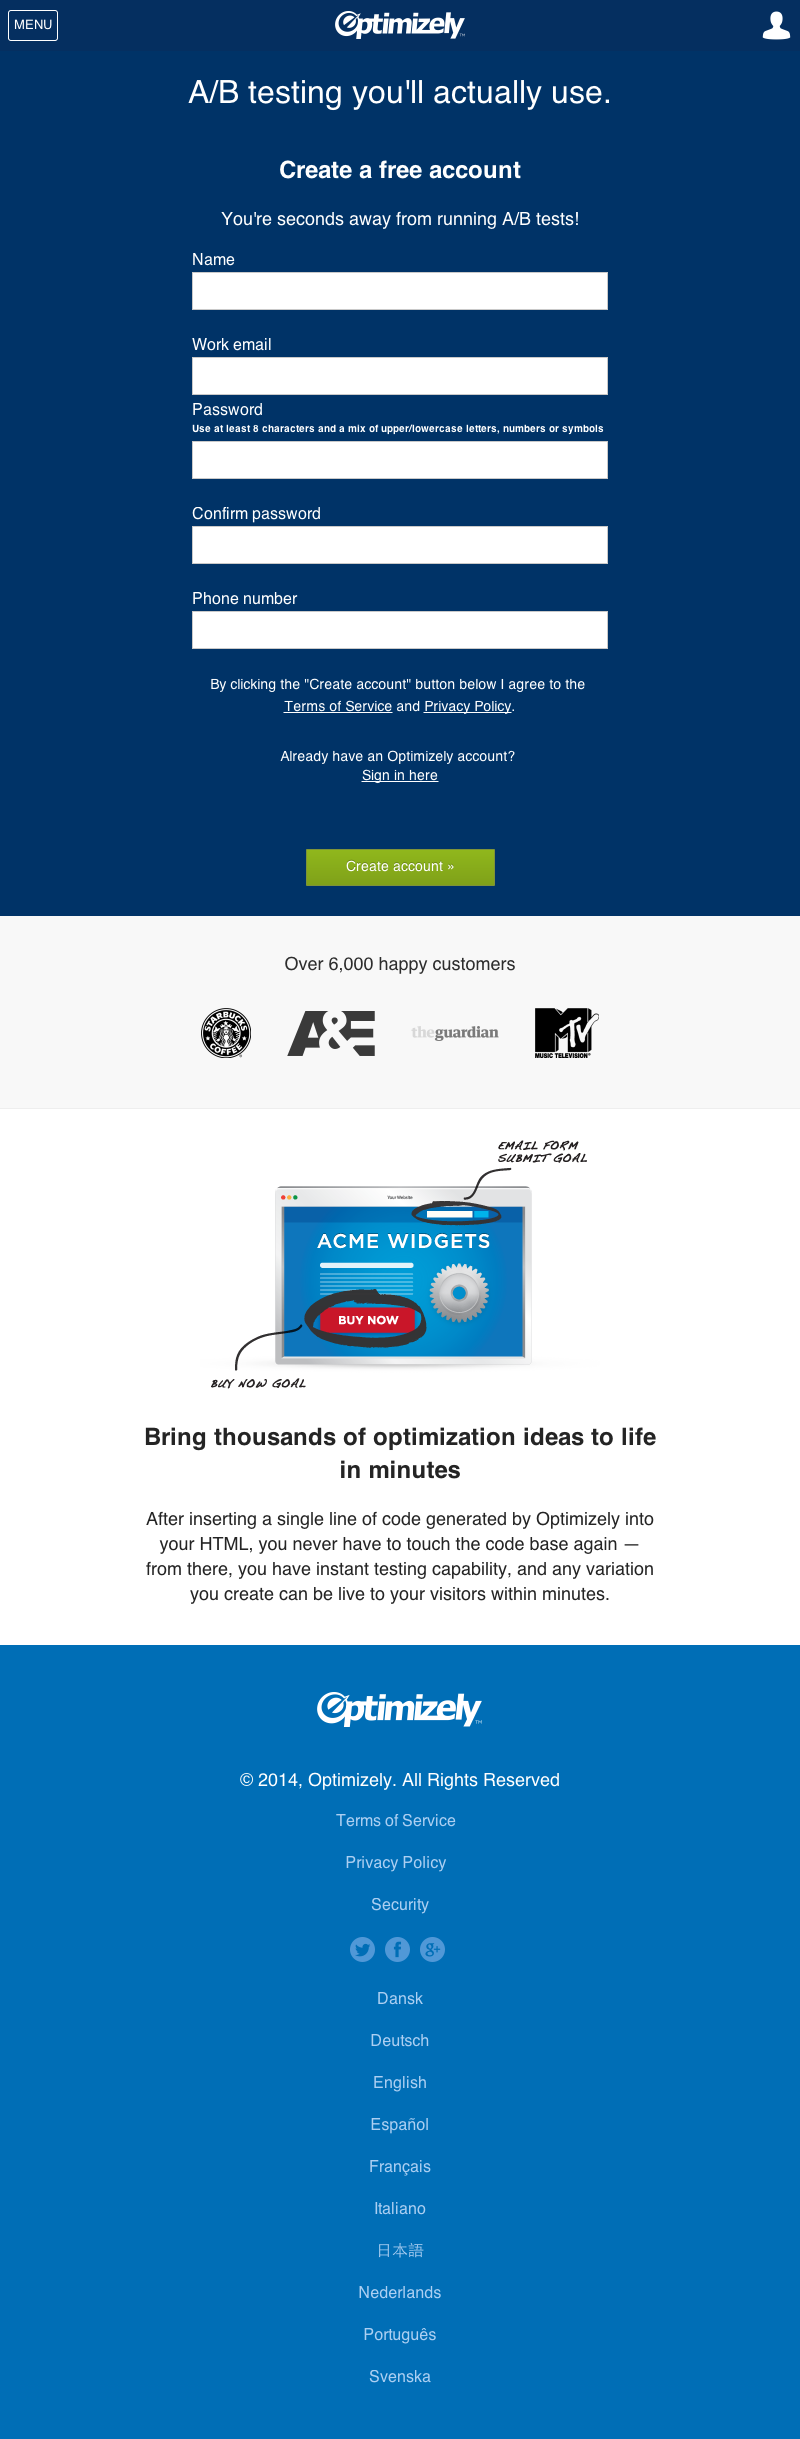 MENU
Optimizely™
A/B testing you'll actually use.
Create a free account
You're seconds away from running A/B tests!
Name
Work email
Password
Use at least 8 characters and a mix of upper/lowercase letters, numbers or symbols
Confirm password
Phone number
By clicking the "Create account" button below I agree to the
Terms of Service and Privacy Policy.
Already have an Optimizely account?
Sign in here
Create account »
Over 6,000 happy customers
STARBUCKS COFFEE
A&E
theguardian
MTV
MUSIC TELEVISION®
EMAIL FORM
SUBMIT GOAL
Your Website
ACME WIDGETS
BUY NOW
BUY NOW GOAL
Bring thousands of optimization ideas to life
in minutes
After inserting a single line of code generated by Optimizely into
your HTML, you never have to touch the code base again —
from there, you have instant testing capability, and any variation
you create can be live to your visitors within minutes.
Optimizely™
© 2014, Optimizely. All Rights Reserved
Terms of Service
Privacy Policy
Security
Dansk
Deutsch
English
Español
Français
Italiano
日本語
Nederlands
Português
Svenska